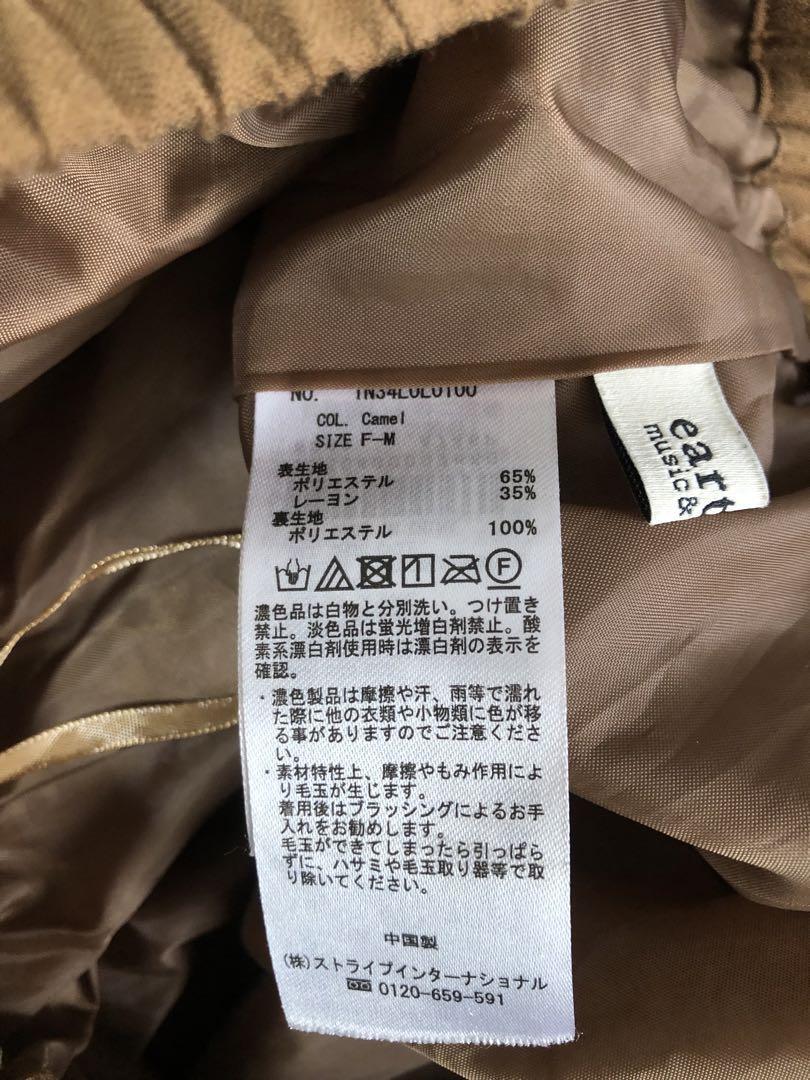 NO. 1N34L0L0100
COL. Camel
SIZE F-M
表生地
ポリエステル 65%
レーヨン 35%
裏生地
ポリエステル 100%
F
濃色品は白物と分別洗い。つけ置き
禁止。淡色品は蛍光増白剤禁止。酸
素系漂白剤使用時は漂白剤の表示を
確認。
・濃色製品は摩擦や汗、雨等で濡れ
た際に他の衣類や小物類に色が移
る事がありますのでご注意くださ
い。
・素材特性上、摩擦やもみ作用によ
り毛玉が生じます。
着用後はブラッシングによるお手
入れをお勧めします。
毛玉ができてしまったら引っぱら
ずに、ハサミや毛玉取り器等で取
り除いてください。
中国製
(株)ストライプインターナショナル
0120-659-591
eart
music&